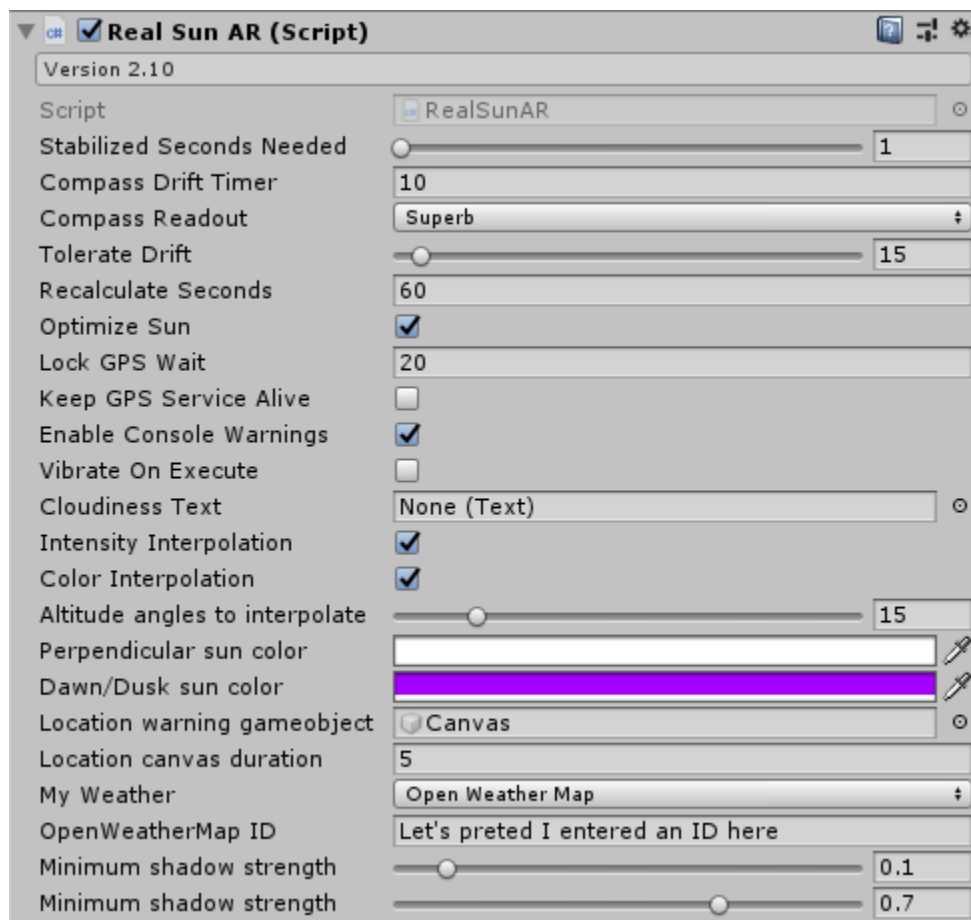 Real Sun AR (Script)
Version 2.10
Script RealSunAR
Stabilized Seconds Needed 1
Compass Drift Timer 10
Compass Readout Superb
Tolerate Drift 15
Recalculate Seconds 60
Optimize Sun
Lock GPS Wait 20
Keep GPS Service Alive
Enable Console Warnings
Vibrate On Execute
Cloudiness Text None (Text)
Intensity Interpolation
Color Interpolation
Altitude angles to interpolate 15
Perpendicular sun color
Dawn/Dusk sun color
Location warning gameobject Canvas
Location canvas duration 5
My Weather Open Weather Map
OpenWeatherMap ID Let's preted I entered an ID here
Minimum shadow strength 0.1
Minimum shadow strength 0.7